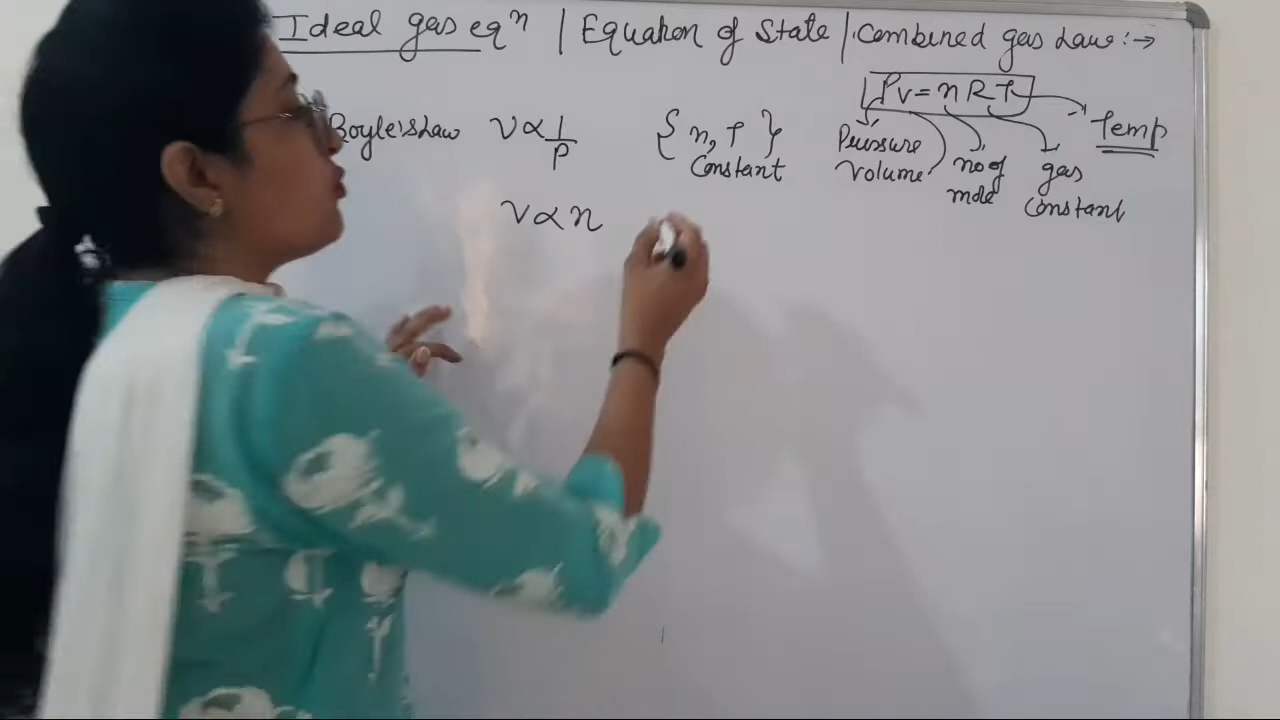 Ideal gas eqⁿ | Equation of State | Combined gas Law :→
PV = nRT
Boyle's Law V ∝ 1/P { n, T } Constant
Pressure Volume no of mole gas constant Temp
V ∝ n